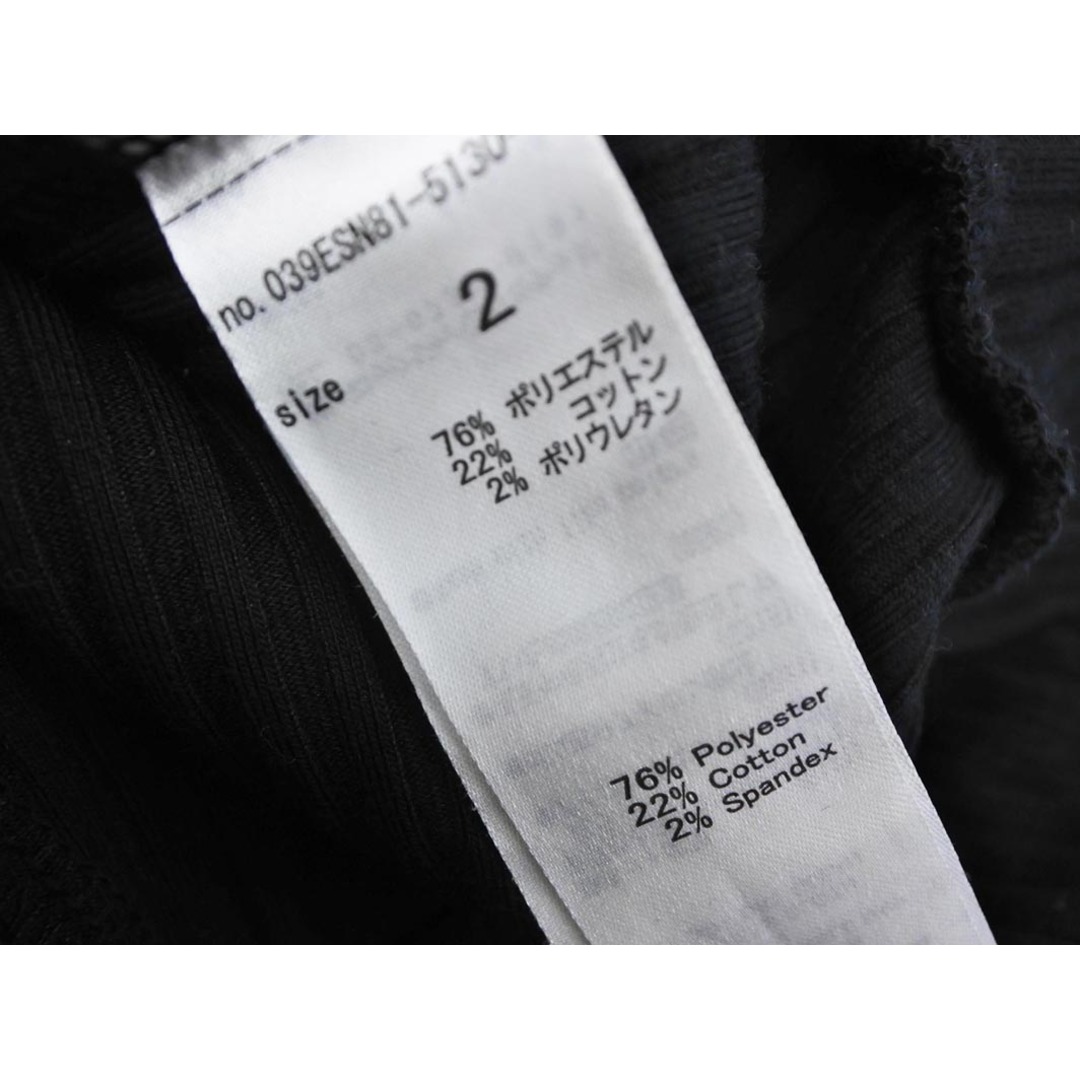 no.039ESN81-5130
size 2
76% ポリエステル
22% コットン
2% ポリウレタン
76% Polyester
22% Cotton
2% Spandex